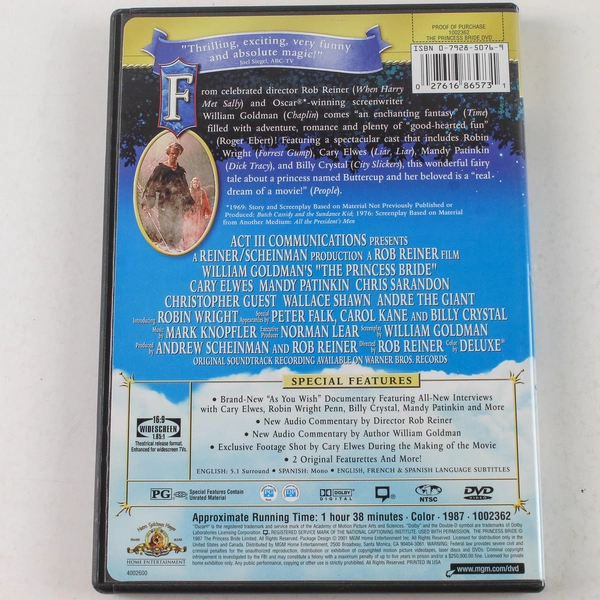 PROOF OF PURCHASE
1002362
THE PRINCESS BRIDE DVD
ISBN 0-7928-5076-9
0 27616 86573 1
"Thrilling, exciting, very funny
and absolute magic!"
Joel Siegel, ABC-TV
From celebrated director Rob Reiner (When Harry
Met Sally) and Oscar®*-winning screenwriter
William Goldman (Chaplin) comes "an enchanting fantasy" (Time)
filled with adventure, romance and plenty of "good-hearted fun"
(Roger Ebert)! Featuring a spectacular cast that includes Robin
Wright (Forrest Gump), Cary Elwes (Liar, Liar), Mandy Patinkin
(Dick Tracy), and Billy Crystal (City Slickers), this wonderful fairy
tale about a princess named Buttercup and her beloved is a "real-
dream of a movie!" (People).
*1969: Story and Screenplay Based on Material Not Previously Published or
Produced: Butch Cassidy and the Sundance Kid; 1976: Screenplay Based on Material
from Another Medium: All the President's Men
ACT III COMMUNICATIONS PRESENTS
A REINER/SCHEINMAN PRODUCTION A ROB REINER FILM
WILLIAM GOLDMAN'S "THE PRINCESS BRIDE"
CARY ELWES MANDY PATINKIN CHRIS SARANDON
CHRISTOPHER GUEST WALLACE SHAWN ANDRE THE GIANT
Introducing ROBIN WRIGHT Special Appearances by PETER FALK, CAROL KANE AND BILLY CRYSTAL
Music by MARK KNOPFLER Executive Producer NORMAN LEAR Screenplay by WILLIAM GOLDMAN
Produced by ANDREW SCHEINMAN AND ROB REINER Directed by ROB REINER Color by DELUXE®
ORIGINAL SOUNDTRACK RECORDING AVAILABLE ON WARNER BROS. RECORDS
SPECIAL FEATURES
• Brand-New "As You Wish" Documentary Featuring All-New Interviews
with Cary Elwes, Robin Wright Penn, Billy Crystal, Mandy Patinkin and More
• New Audio Commentary by Director Rob Reiner
• New Audio Commentary by Author William Goldman
• Exclusive Footage Shot by Cary Elwes During the Making of the Movie
• 2 Original Featurettes And More!
ENGLISH: 5.1 Surround • SPANISH: Mono • ENGLISH, FRENCH & SPANISH LANGUAGE SUBTITLES
16:9
WIDESCREEN
1.85:1
Theatrical release format.
Enhanced for widescreen TVs.
PG Special Features Contain
Unrated Material
DOLBY
DIGITAL
NTSC
DVD
VIDEO
Approximate Running Time: 1 hour 38 minutes · Color · 1987 · 1002362
Metro Goldwyn Mayer
TRADE MARK
HOME ENTERTAINMENT
4002600
www.mgm.com/dvd